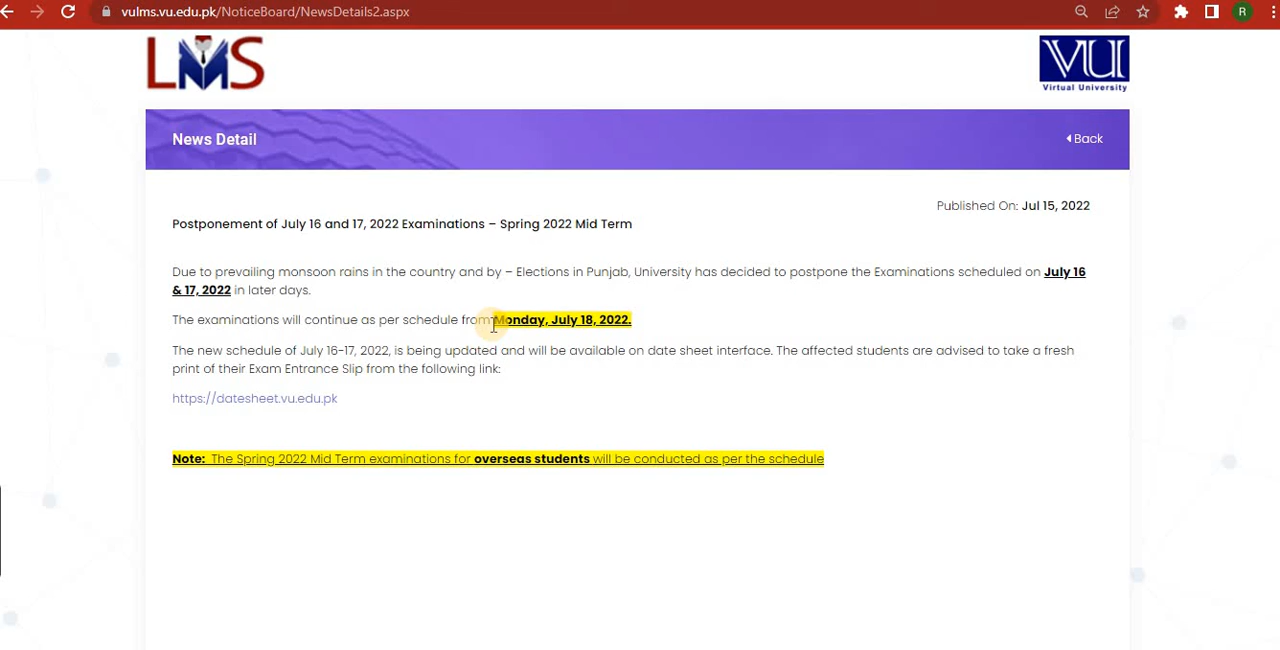 vulms.vu.edu.pk/NoticeBoard/NewsDetails2.aspx
R
LMS
VU
Virtual University
News Detail
Back
Published On: Jul 15, 2022
Postponement of July 16 and 17, 2022 Examinations – Spring 2022 Mid Term
Due to prevailing monsoon rains in the country and by – Elections in Punjab, University has decided to postpone the Examinations scheduled on July 16
& 17, 2022 in later days.
The examinations will continue as per schedule from Monday, July 18, 2022.
The new schedule of July 16-17, 2022, is being updated and will be available on date sheet interface. The affected students are advised to take a fresh
print of their Exam Entrance Slip from the following link:
https://datesheet.vu.edu.pk
Note: The Spring 2022 Mid Term examinations for overseas students will be conducted as per the schedule